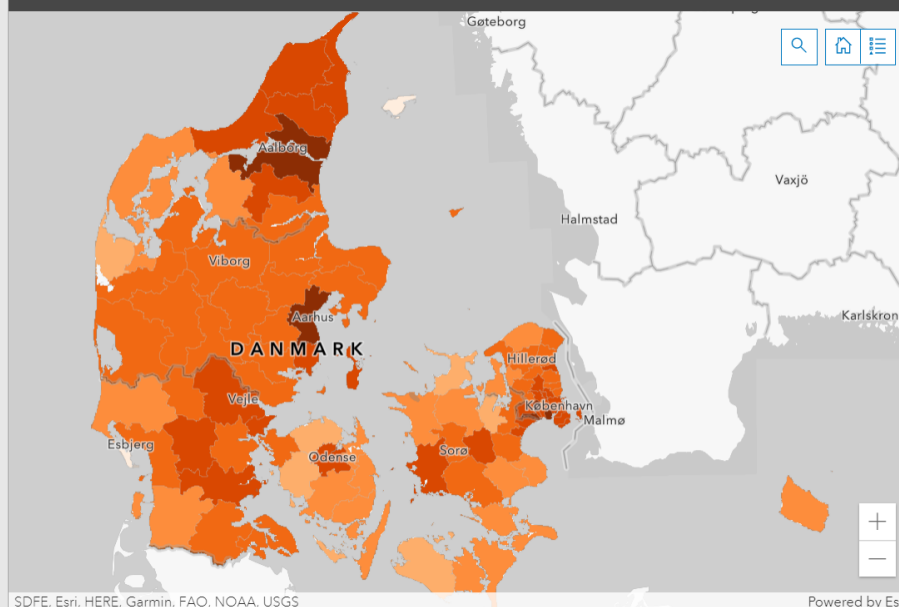 Gøteborg
Aalborg
Vaxjö
Halmstad
Viborg
Aarhus
Karlskron
DANMARK
Hillerød
Vejle
København
Malmø
Esbjerg
Odense
Sorø
SDFE, Esri, HERE, Garmin, FAO, NOAA, USGS
Powered by Es